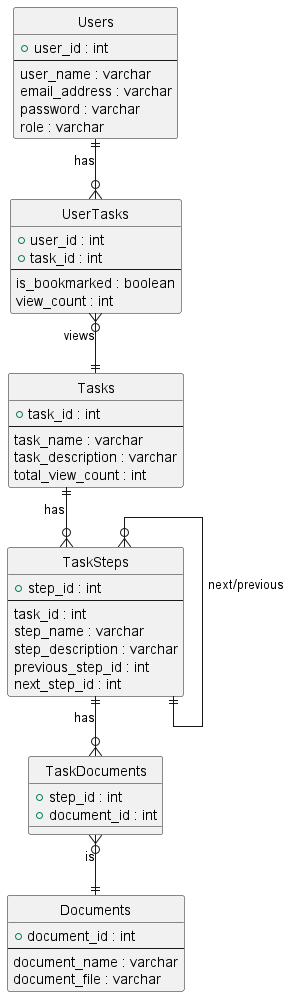 Users
user_id : int
user_name : varchar
email_address : varchar
password : varchar
role : varchar
has
UserTasks
user_id : int
task_id : int
is_bookmarked : boolean
view_count : int
views
Tasks
task_id : int
task_name : varchar
task_description : varchar
total_view_count : int
has
TaskSteps
step_id : int
task_id : int
step_name : varchar
step_description : varchar
previous_step_id : int
next_step_id : int
next/previous
has
TaskDocuments
step_id : int
document_id : int
is
Documents
document_id : int
document_name : varchar
document_file : varchar